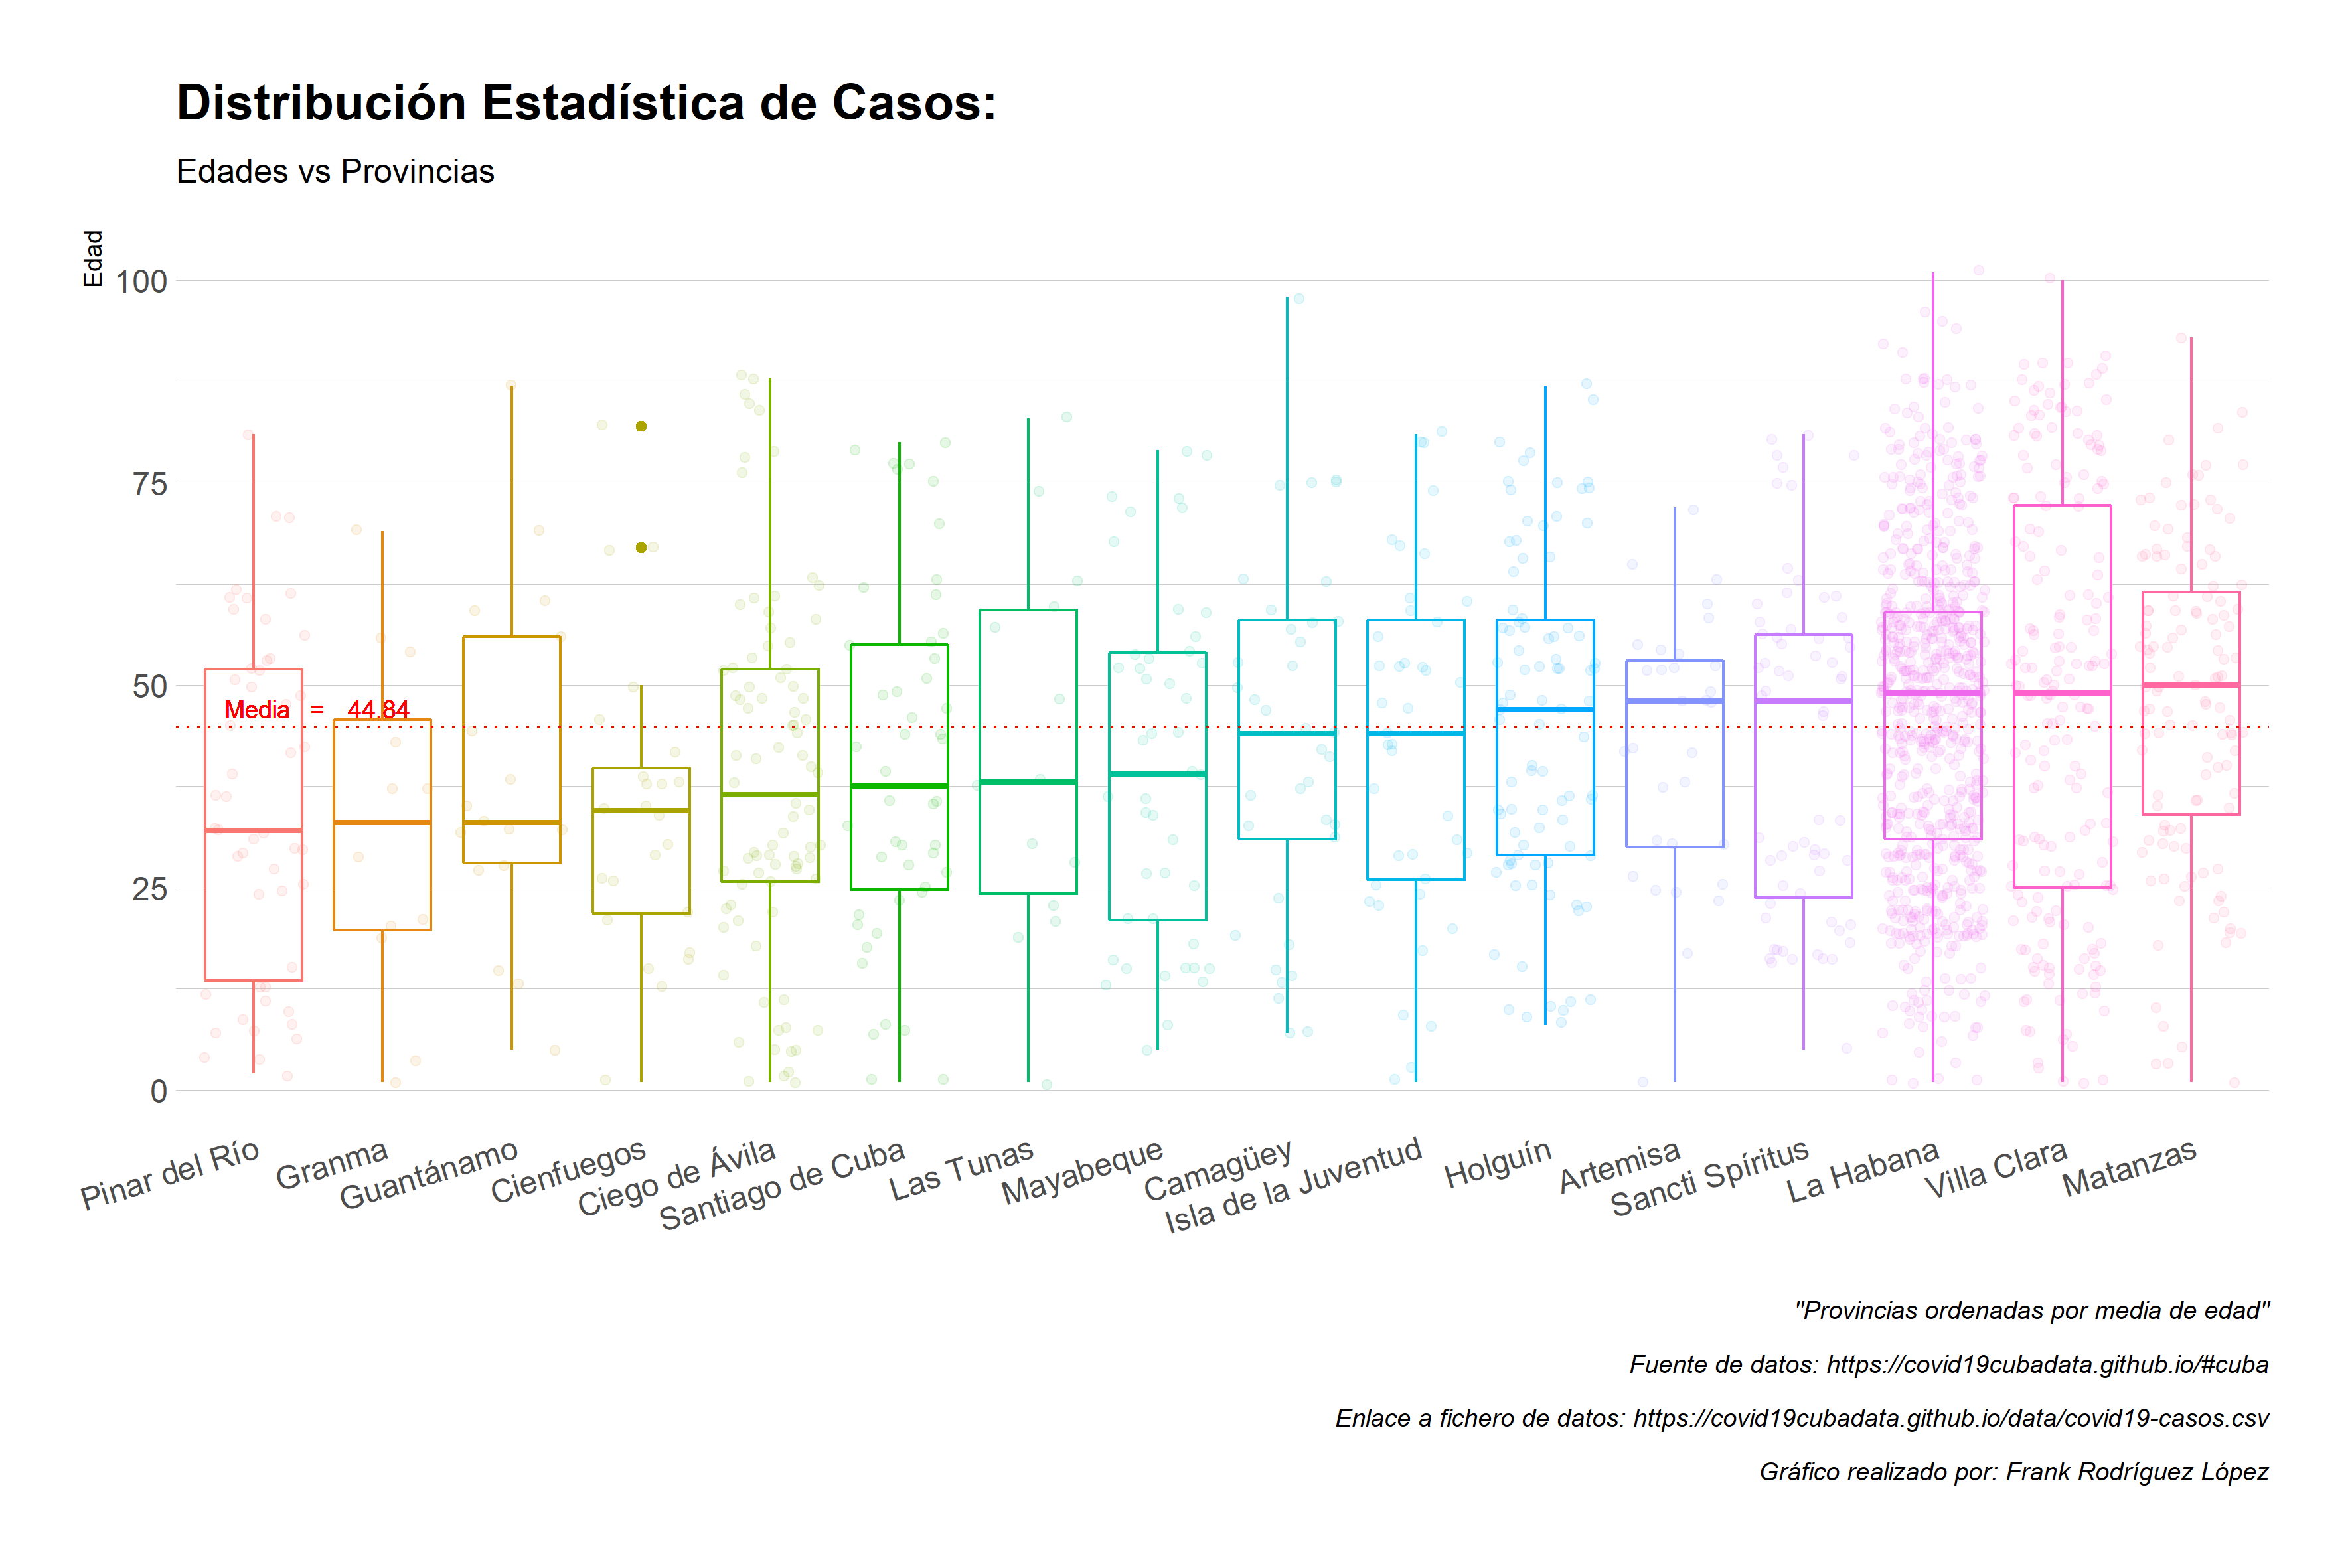 Distribución Estadística de Casos:
Edades vs Provincias
Edad
100
75
50
25
0
Media = 44.84
Pinar del Río
Granma
Guantánamo
Cienfuegos
Ciego de Ávila
Santiago de Cuba
Las Tunas
Mayabeque
Camagüey
Isla de la Juventud
Holguín
Artemisa
Sancti Spíritus
La Habana
Villa Clara
Matanzas
"Provincias ordenadas por media de edad"
Fuente de datos: https://covid19cubadata.github.io/#cuba
Enlace a fichero de datos: https://covid19cubadata.github.io/data/covid19-casos.csv
Gráfico realizado por: Frank Rodríguez López